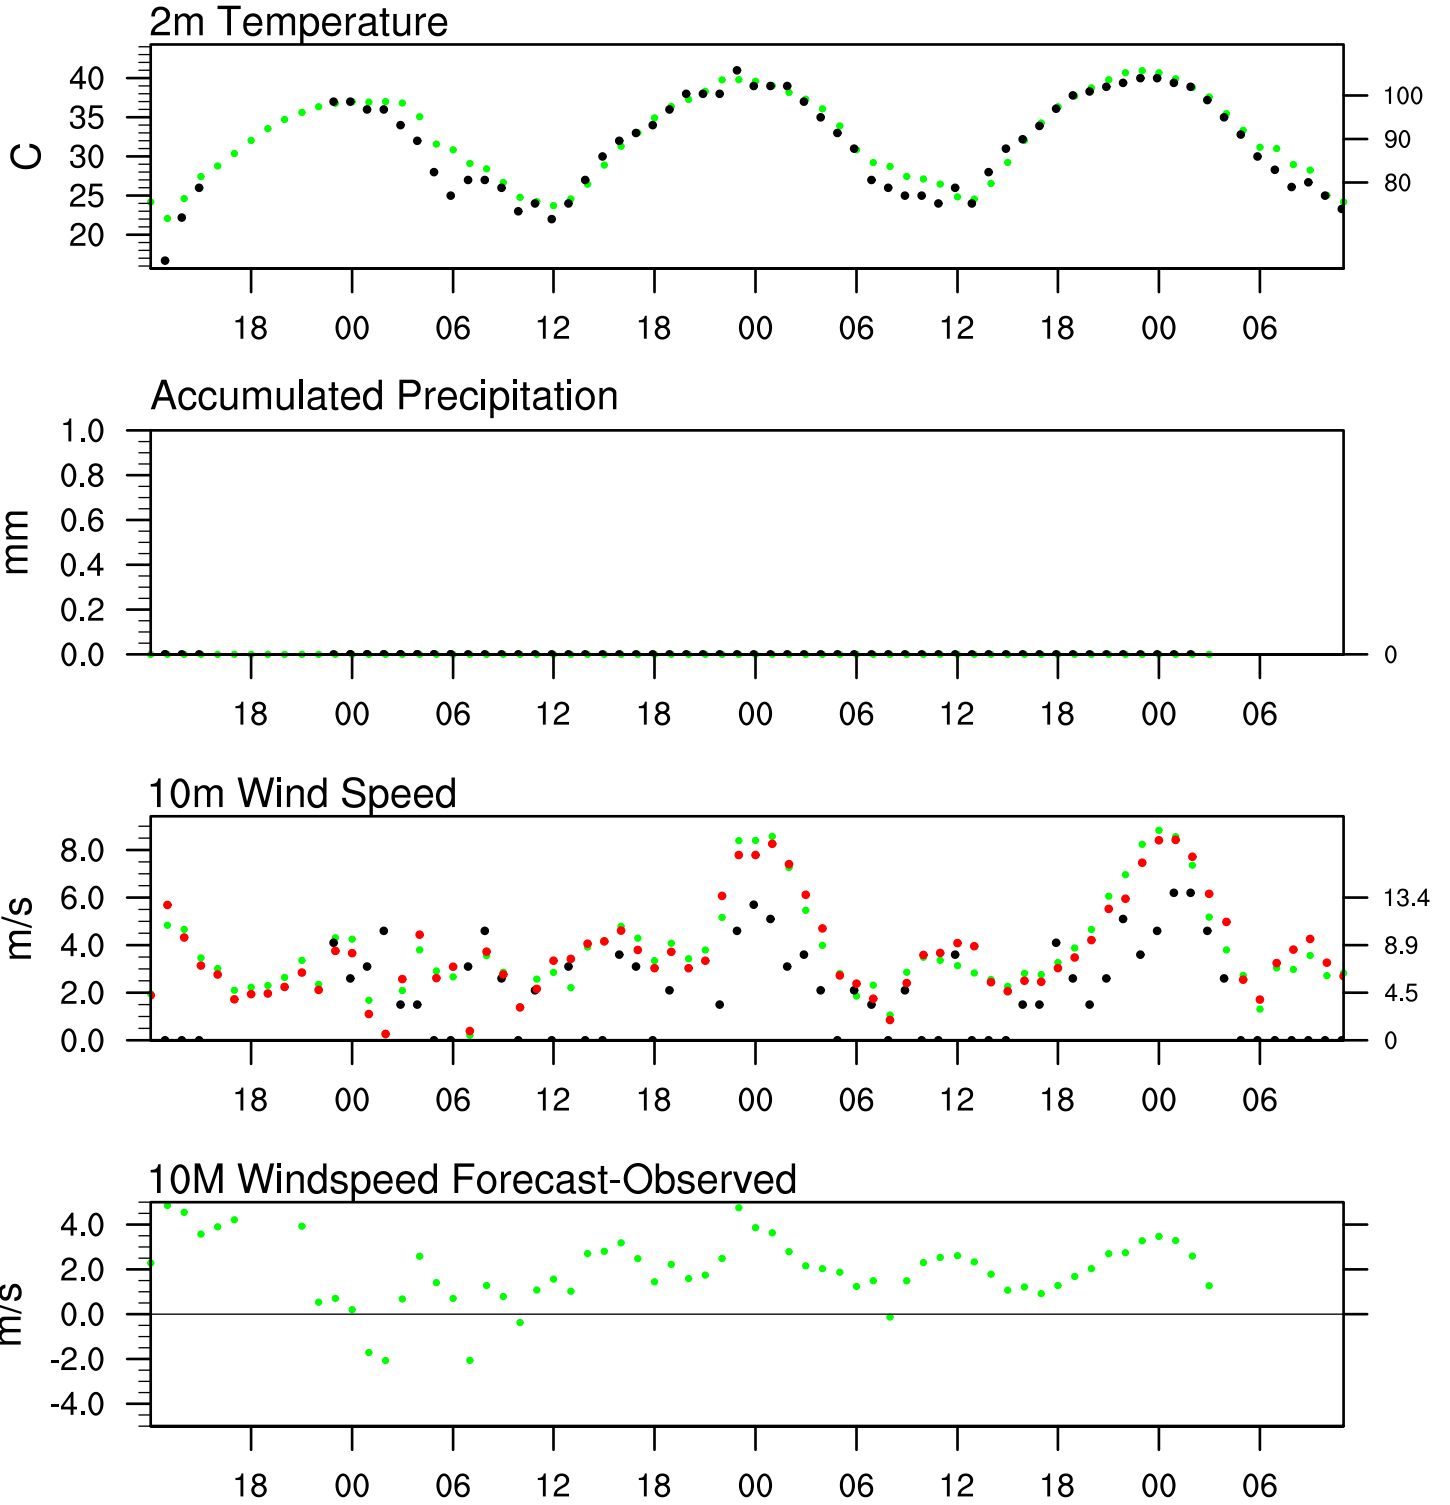 2m Temperature
40
35
30
25
20
C
100
90
80
18 00 06 12 18 00 06 12 18 00 06
Accumulated Precipitation
1.0
0.8
0.6
0.4
0.2
0.0
mm
0
18 00 06 12 18 00 06 12 18 00 06
10m Wind Speed
8.0
6.0
4.0
2.0
0.0
m/s
13.4
8.9
4.5
0
18 00 06 12 18 00 06 12 18 00 06
10M Windspeed Forecast-Observed
4.0
2.0
0.0
-2.0
-4.0
m/s
18 00 06 12 18 00 06 12 18 00 06